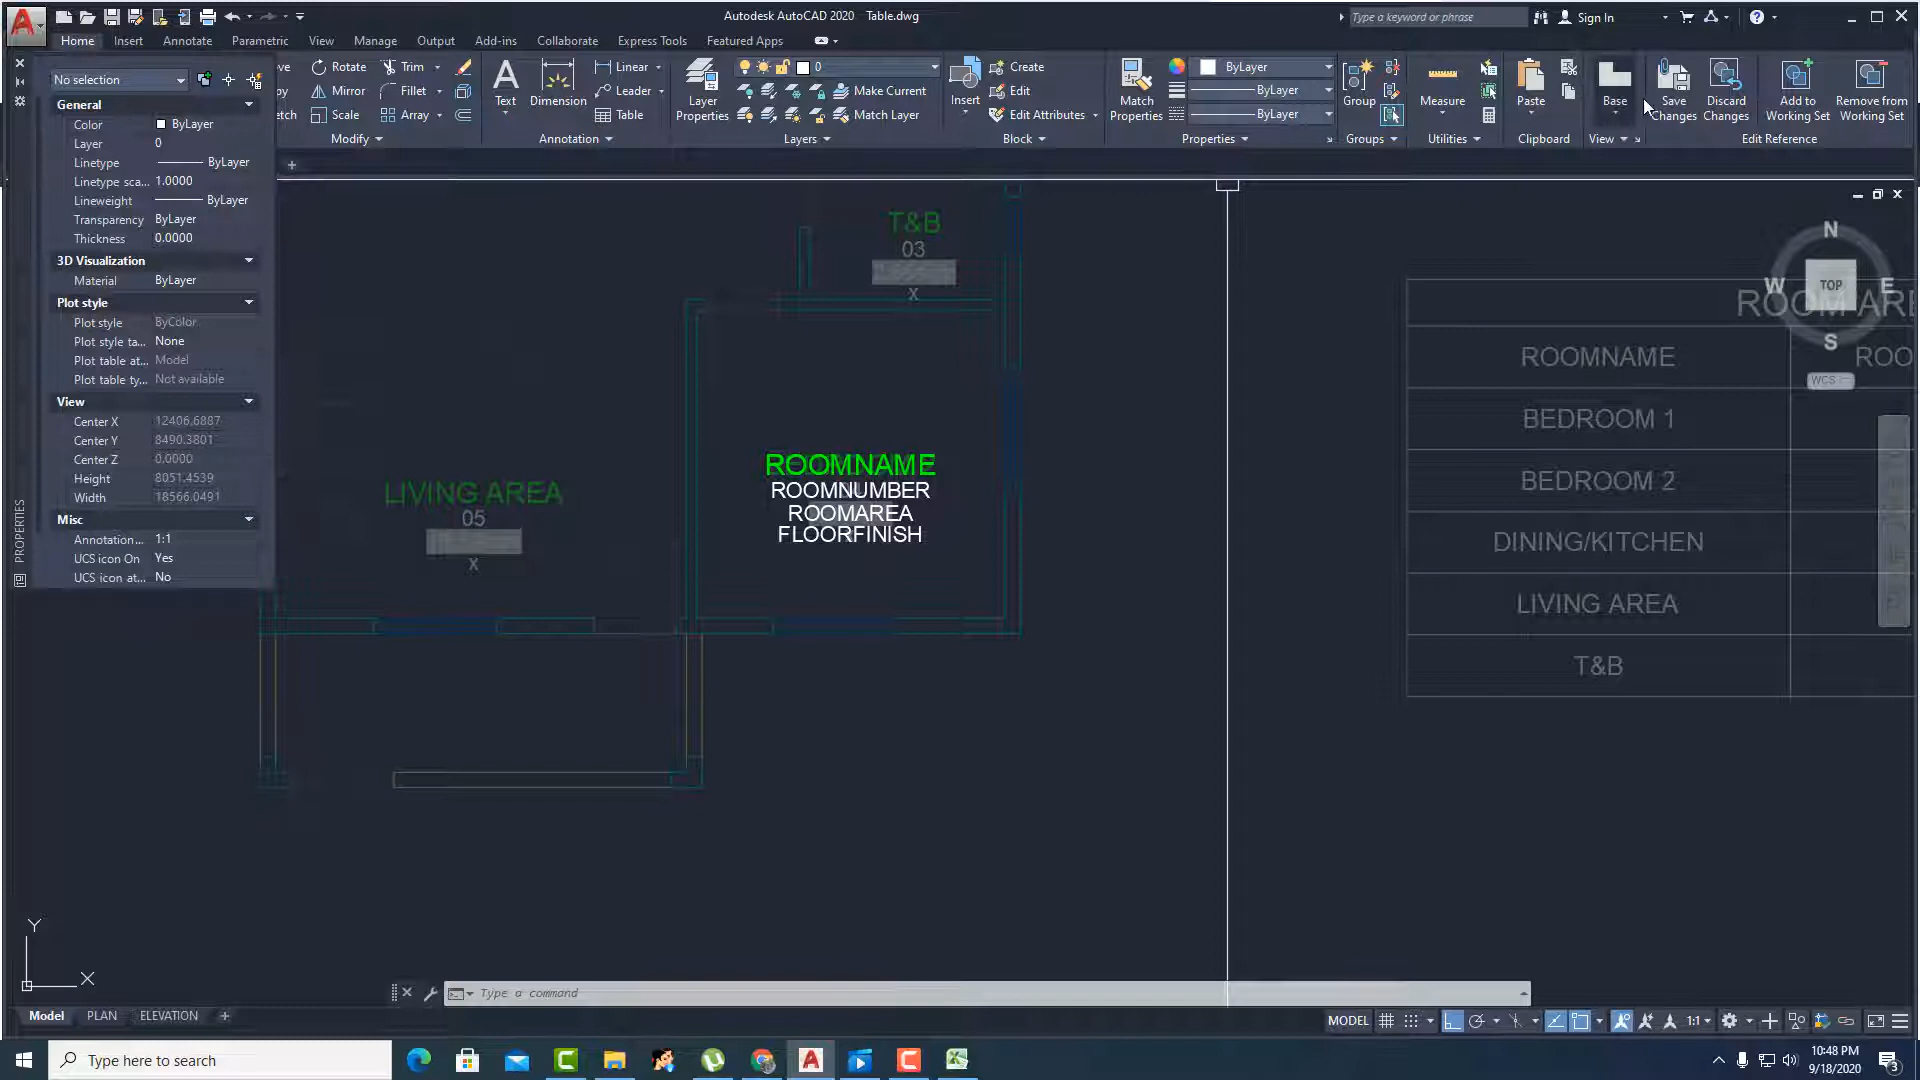 Autodesk AutoCAD 2020 Table.dwg
Type a keyword or phrase
Sign In
Home Insert Annotate Parametric View Manage Output Add-ins Collaborate Express Tools Featured Apps
No selection
General
Color ByLayer
Layer 0
Linetype ByLayer
Linetype sca... 1.0000
Lineweight ByLayer
Transparency ByLayer
Thickness 0.0000
3D Visualization
Material ByLayer
Plot style
Plot style ByColor
Plot style ta... None
Plot table at... Model
Plot table ty... Not available
View
Center X 12406.6887
Center Y 8490.3801
Center Z 0.0000
Height 8051.4539
Width 18566.0491
Misc
Annotation... 1:1
UCS icon On Yes
UCS icon at... No
PROPERTIES
Rotate Trim
Mirror Fillet
Scale Array
Modify
Text
Dimension
Linear
Leader
Table
Annotation
Layer Properties
0
Make Current
Match Layer
Layers
Insert
Create
Edit
Edit Attributes
Block
Match Properties
ByLayer
ByLayer
ByLayer
Properties
Group
Groups
Measure
Utilities
Paste
Clipboard
Base
View
Save Changes
Discard Changes
Add to Working Set
Remove from Working Set
Edit Reference
T&B
03
X
LIVING AREA
05
X
ROOMNAME
ROOMNUMBER
ROOMAREA
FLOORFINISH
ROOM ARE
ROOMNAME ROO
BEDROOM 1
BEDROOM 2
DINING/KITCHEN
LIVING AREA
T&B
N
W TOP E
S
WCS
Y
X
Type a command
Model PLAN ELEVATION
MODEL
1:1
Type here to search
10:48 PM
9/18/2020
3